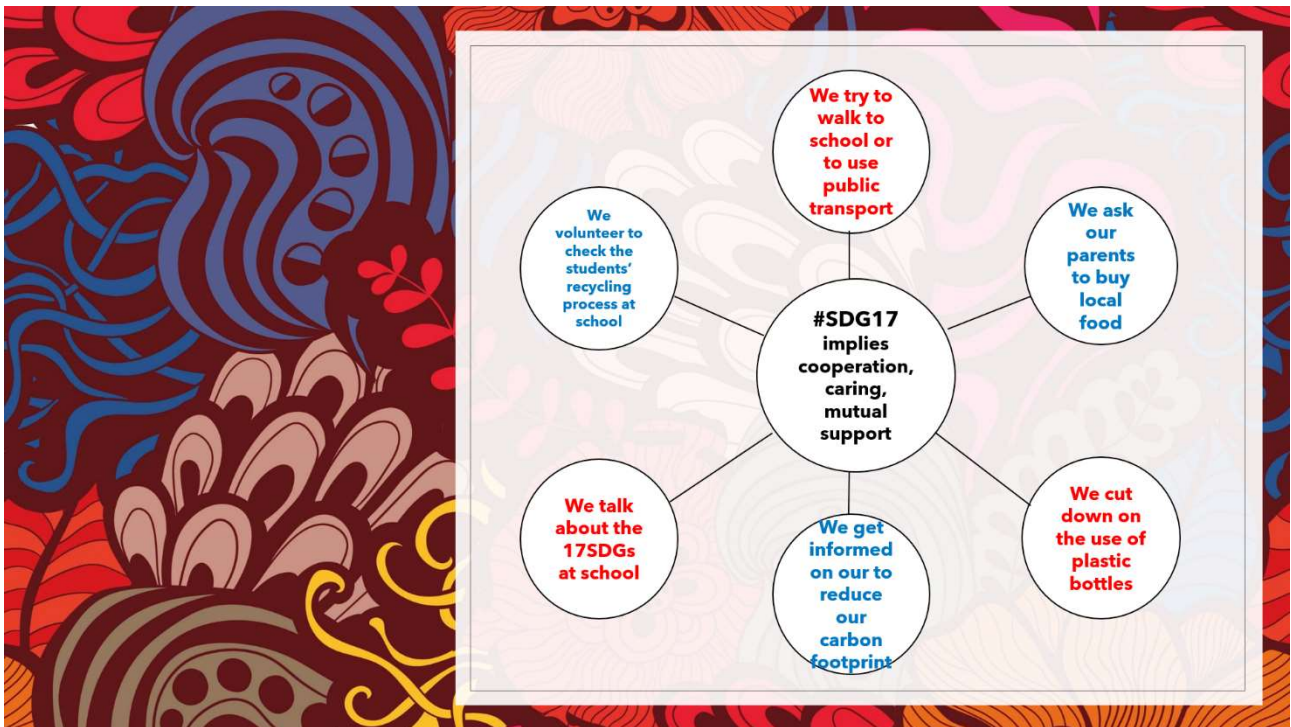 We try to
walk to
school or
to use
public
transport
We
volunteer to
check the
students'
recycling
process at
school
We ask
our
parents
to buy
local
food
#SDG17
implies
cooperation,
caring,
mutual
support
We talk
about the
17SDGs
at school
We get
informed
on our to
reduce
our
carbon
footprint
We cut
down on
the use of
plastic
bottles